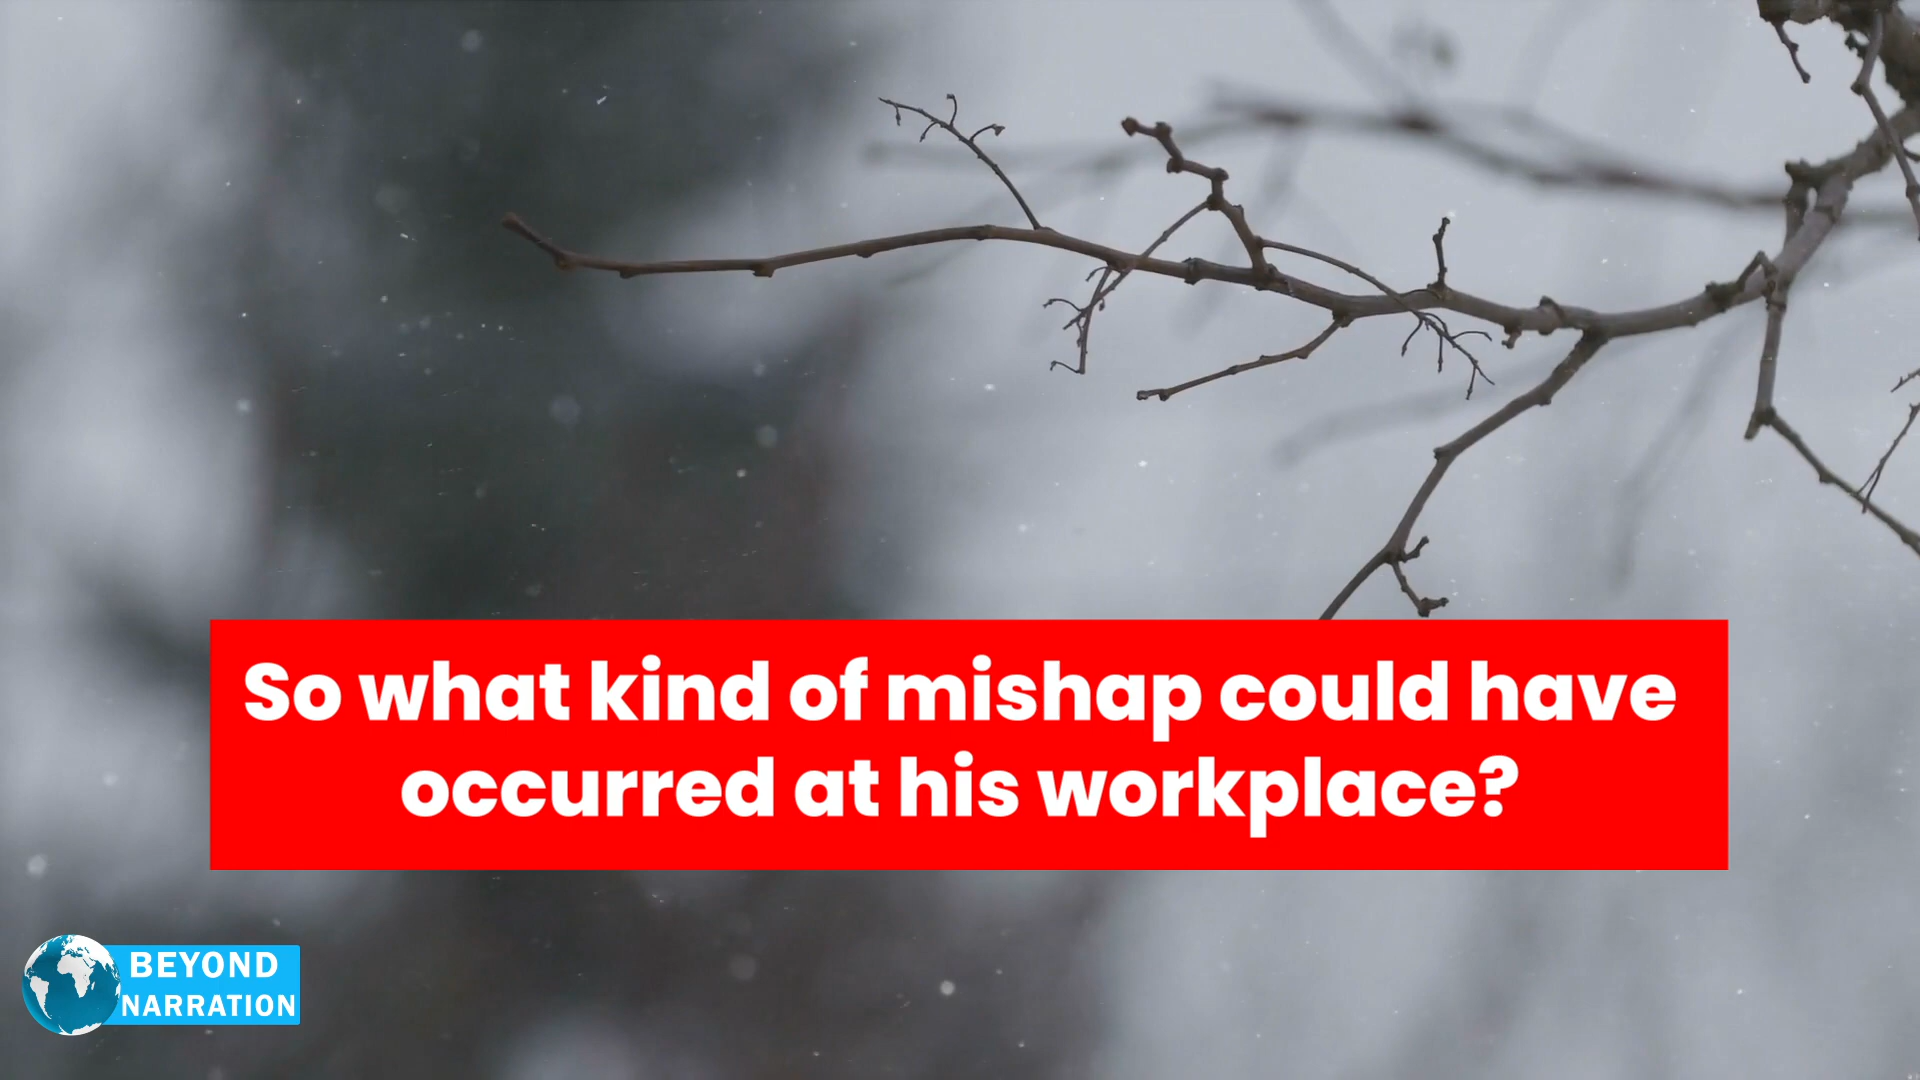 So what kind of mishap could have
occurred at his workplace?
BEYOND
NARRATION